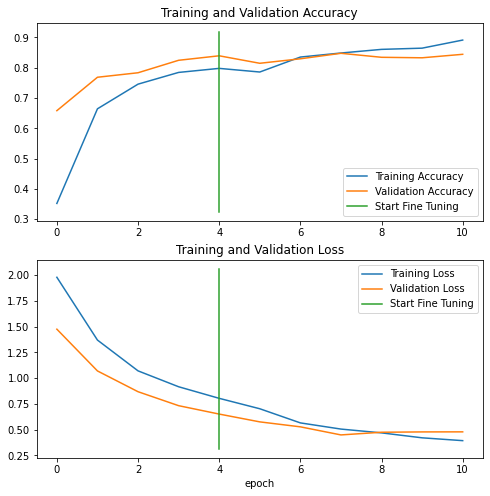 Training and Validation Accuracy
0.9
0.8
0.7
0.6
0.5
0.4
0.3
Training Accuracy
Validation Accuracy
Start Fine Tuning
0 2 4 6 8 10
Training and Validation Loss
2.00
1.75
1.50
1.25
1.00
0.75
0.50
0.25
Training Loss
Validation Loss
Start Fine Tuning
0 2 4 6 8 10
epoch